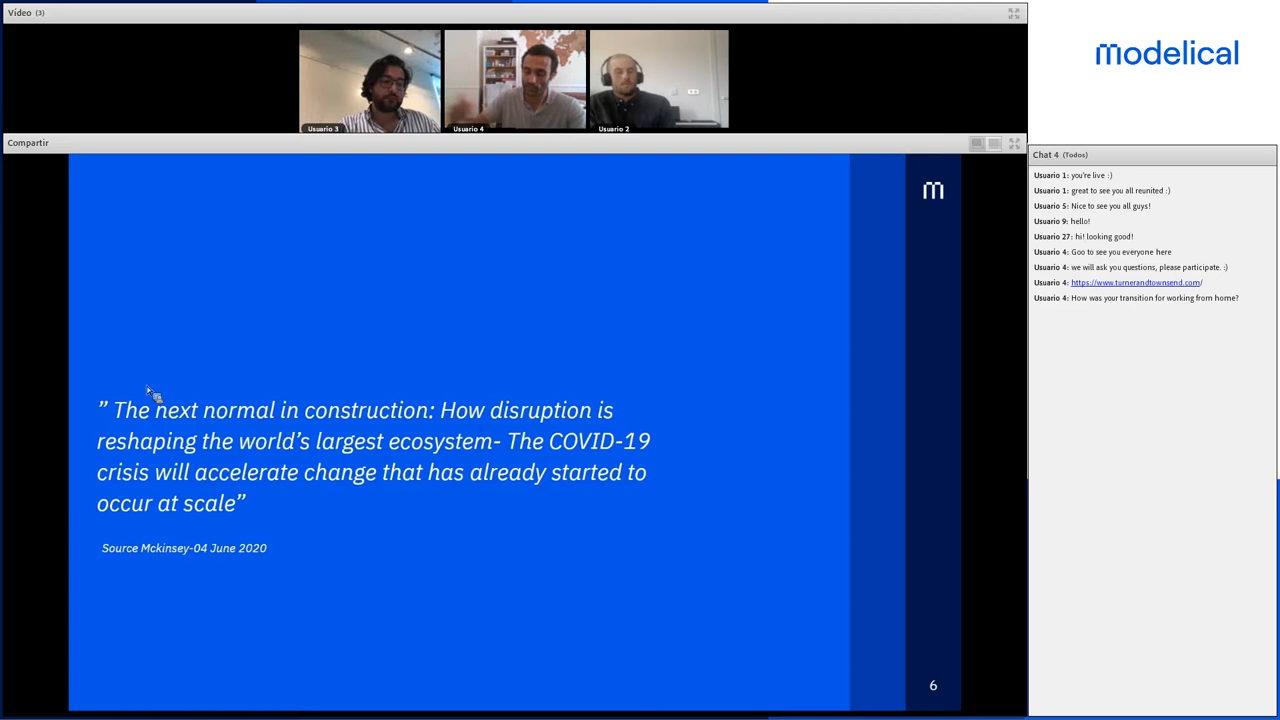 Vídeo (3)
modelical
Usuario 3
Usuario 4
Usuario 2
Compartir
Chat 4 (Todos)
Usuario 1: you're live :)
Usuario 1: great to see you all reunited :)
Usuario 5: Nice to see you all guys!
Usuario 9: hello!
Usuario 27: hi! looking good!
Usuario 4: Goo to see you everyone here
Usuario 4: we will ask you questions, please participate. :)
Usuario 4: https://www.turnerandtownsend.com/
Usuario 4: How was your transition for working from home?
m
” The next normal in construction: How disruption is
reshaping the world’s largest ecosystem- The COVID-19
crisis will accelerate change that has already started to
occur at scale”
Source Mckinsey-04 June 2020
6